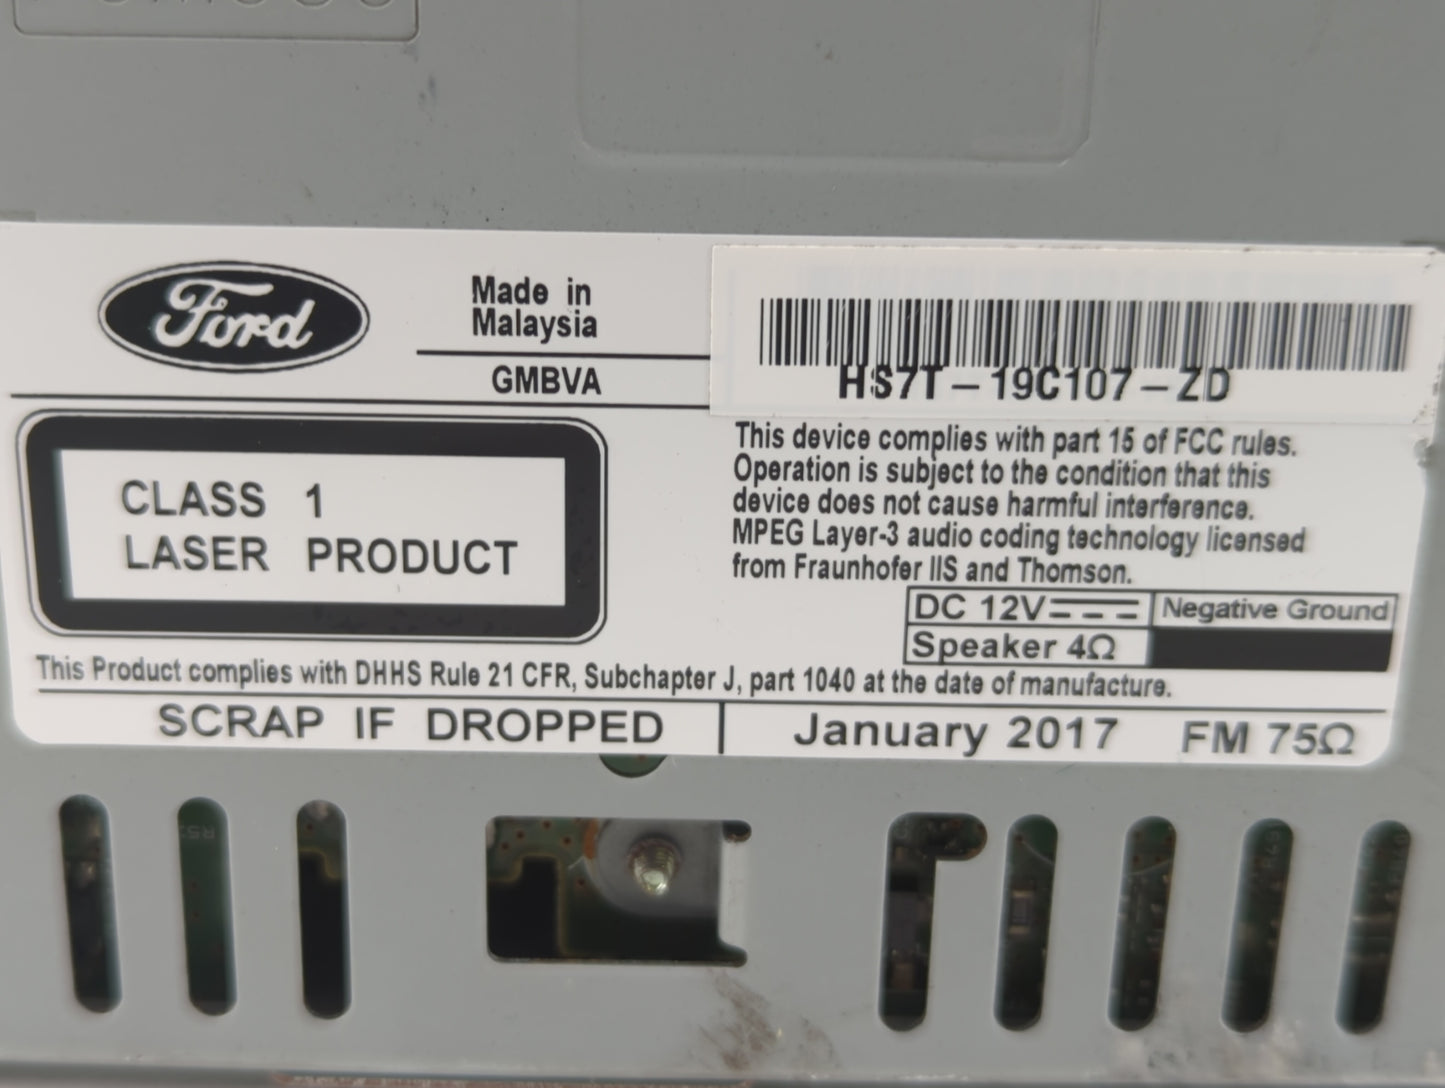 Ford
Made in
Malaysia
GMBVA
HS7T-19C107-ZD
CLASS 1
LASER PRODUCT
This device complies with part 15 of FCC rules.
Operation is subject to the condition that this
device does not cause harmful interference.
MPEG Layer-3 audio coding technology licensed
from Fraunhofer IIS and Thomson.
DC 12V Negative Ground
Speaker 4Ω
This Product complies with DHHS Rule 21 CFR, Subchapter J, part 1040 at the date of manufacture.
SCRAP IF DROPPED
January 2017 FM 75Ω